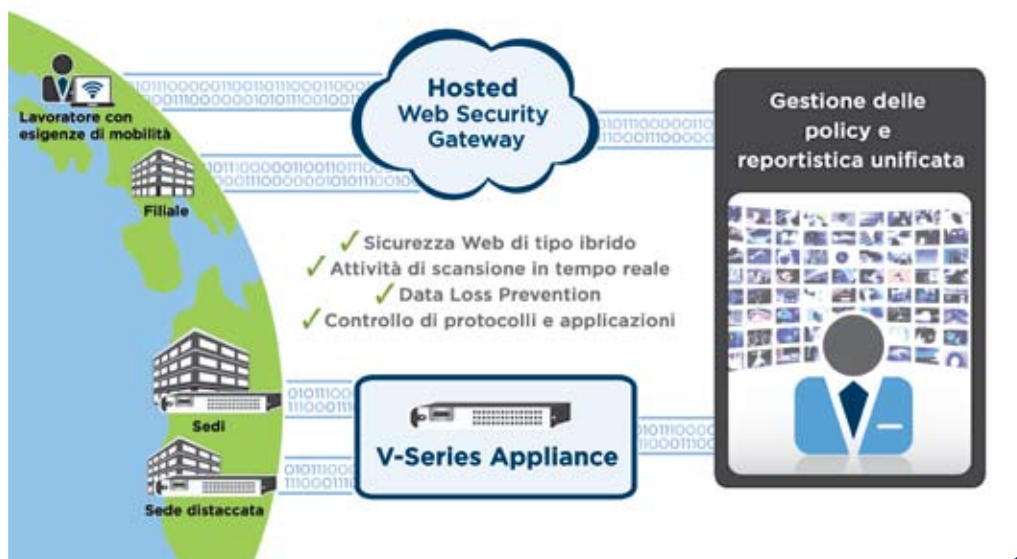 Lavoratore con
esigenze di mobilità
Filiale
Sedi
Sede distaccata
Hosted
Web Security
Gateway
Sicurezza Web di tipo ibrido
Attività di scansione in tempo reale
Data Loss Prevention
Controllo di protocolli e applicazioni
V-Series Appliance
Gestione delle
policy e
reportistica unificata